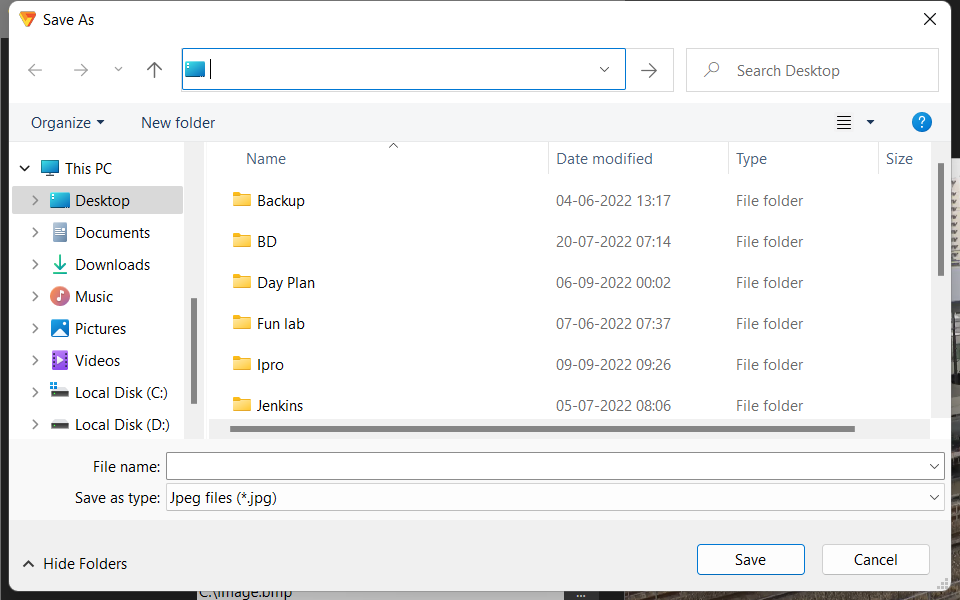 Save As
Search Desktop
Organize
New folder
?
Name
Date modified
Type
Size
This PC
Desktop
Documents
Downloads
Music
Pictures
Videos
Local Disk (C:)
Local Disk (D:)
Backup 04-06-2022 13:17 File folder
BD 20-07-2022 07:14 File folder
Day Plan 06-09-2022 00:02 File folder
Fun lab 07-06-2022 07:37 File folder
Ipro 09-09-2022 09:26 File folder
Jenkins 05-07-2022 08:06 File folder
File name:
Save as type: Jpeg files (*.jpg)
Hide Folders
Save
Cancel
C:\image.bmp
...